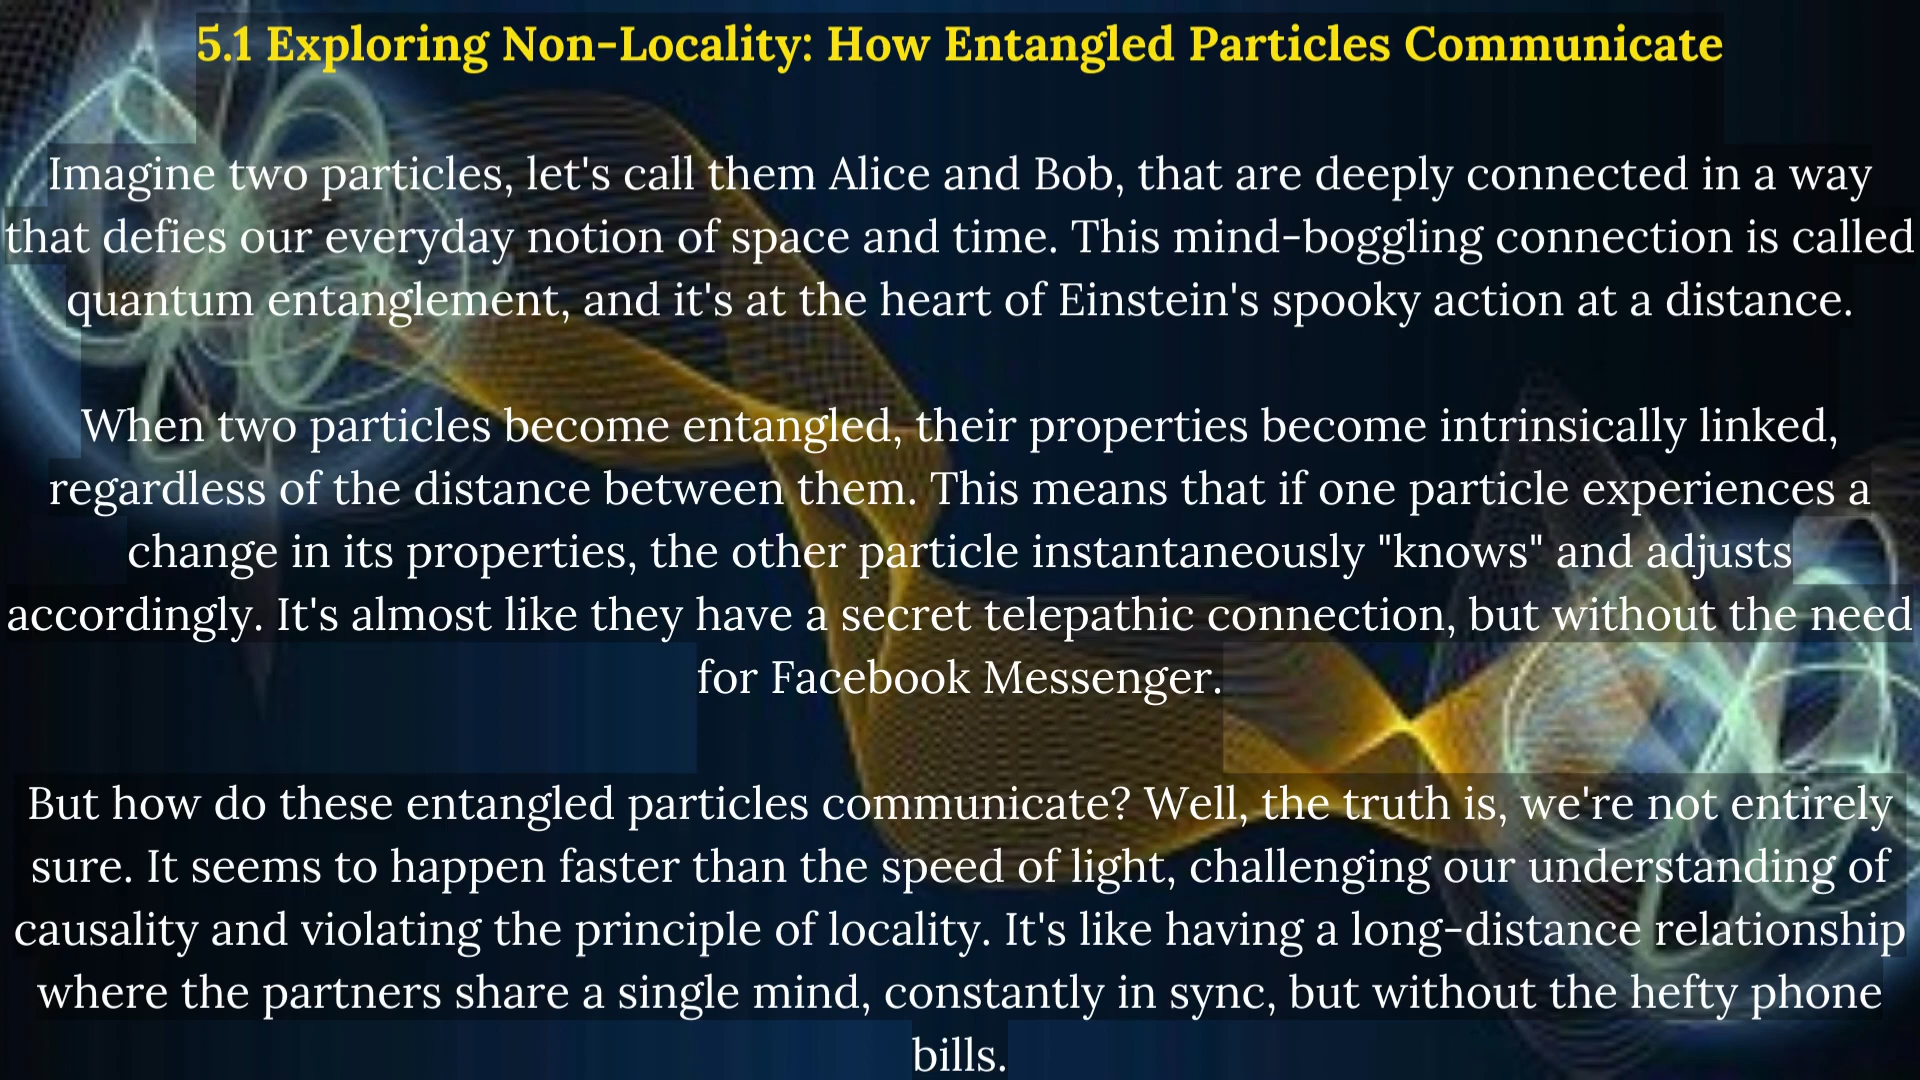 5.1 Exploring Non-Locality: How Entangled Particles Communicate
Imagine two particles, let's call them Alice and Bob, that are deeply connected in a way
that defies our everyday notion of space and time. This mind-boggling connection is called
quantum entanglement, and it's at the heart of Einstein's spooky action at a distance.
When two particles become entangled, their properties become intrinsically linked,
regardless of the distance between them. This means that if one particle experiences a
change in its properties, the other particle instantaneously "knows" and adjusts
accordingly. It's almost like they have a secret telepathic connection, but without the need
for Facebook Messenger.
But how do these entangled particles communicate? Well, the truth is, we're not entirely
sure. It seems to happen faster than the speed of light, challenging our understanding of
causality and violating the principle of locality. It's like having a long-distance relationship
where the partners share a single mind, constantly in sync, but without the hefty phone
bills.